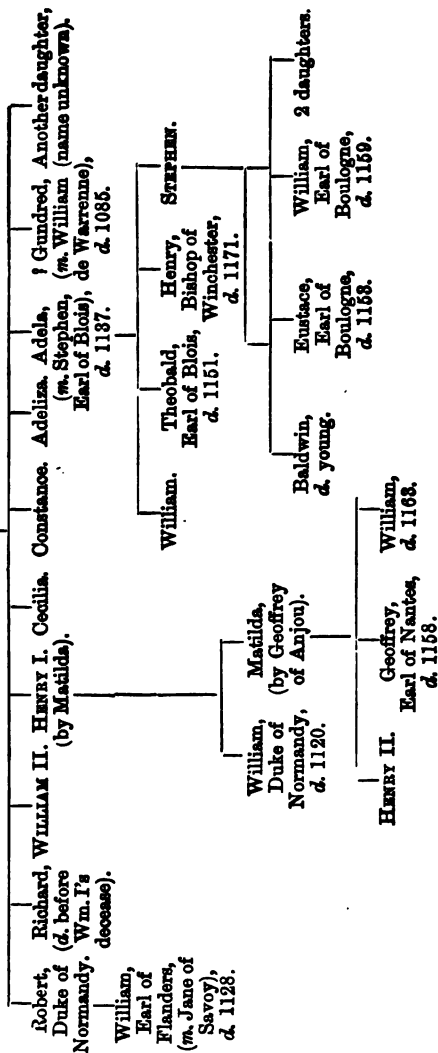 Robert, Richard, WILLIAM II. HENRY I. Cecilia. Constance. Adeliza. Adela, ? Gundred, Another daughter,
Duke of (d. before (by Matilda). (m. Stephen, (m. William (name unknown).
Normandy. Wm. I's Earl of Blois), de Warrenne),
decease). d. 1137. d. 1085.
William,
Earl of
Flanders,
(m. Jane of
Savoy),
d. 1128.
William. Theobald, Henry, STEPHEN.
Earl of Blois, Bishop of
d. 1151. Winchester,
d. 1171.
William, Matilda,
Duke of (by Geoffrey
Normandy, of Anjou).
d. 1120.
Baldwin, Eustace, William, 2 daughters.
d. young. Earl of Earl of
Boulogne, Boulogne,
d. 1153. d. 1159.
HENRY II. Geoffrey, William,
Earl of Nantes, d. 1163.
d. 1158.